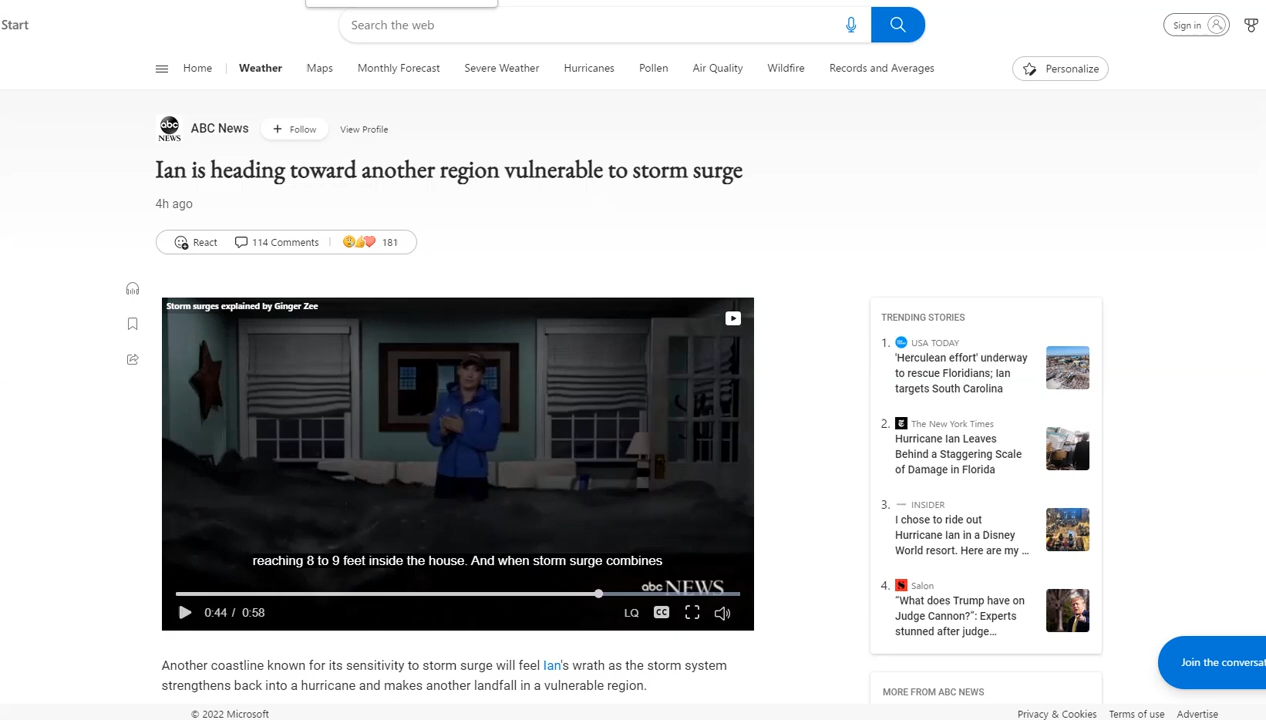 Start
Search the web
Sign in
Home
Weather
Maps
Monthly Forecast
Severe Weather
Hurricanes
Pollen
Air Quality
Wildfire
Records and Averages
Personalize
abc NEWS
ABC News
+ Follow
View Profile
Ian is heading toward another region vulnerable to storm surge
4h ago
React
114 Comments
181
Storm surges explained by Ginger Zee
reaching 8 to 9 feet inside the house. And when storm surge combines
abc NEWS
0:44 / 0:58
LQ
CC
Another coastline known for its sensitivity to storm surge will feel Ian's wrath as the storm system
strengthens back into a hurricane and makes another landfall in a vulnerable region.
TRENDING STORIES
1. USA TODAY
'Herculean effort' underway
to rescue Floridians; Ian
targets South Carolina
2. The New York Times
Hurricane Ian Leaves
Behind a Staggering Scale
of Damage in Florida
3. INSIDER
I chose to ride out
Hurricane Ian in a Disney
World resort. Here are my ...
4. Salon
“What does Trump have on
Judge Cannon?”: Experts
stunned after judge...
MORE FROM ABC NEWS
Join the conversat
© 2022 Microsoft
Privacy & Cookies
Terms of use
Advertise